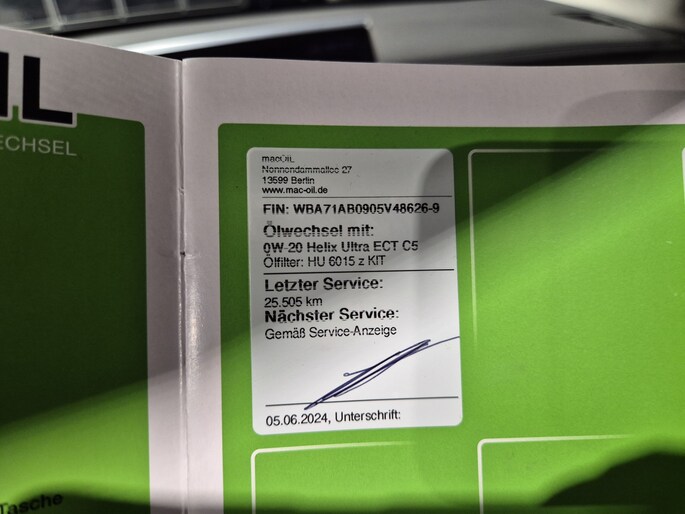 ÖIL
ECHSEL
macÖIL
Nonnendammallee 27
13599 Berlin
www.mac-oil.de
FIN: WBA71AB0905V48626-9
Ölwechsel mit:
0W-20 Helix Ultra ECT C5
Ölfilter: HU 6015 z KIT
Letzter Service:
25.505 km
Nächster Service:
Gemäß Service-Anzeige
05.06.2024, Unterschrift:
Tasche